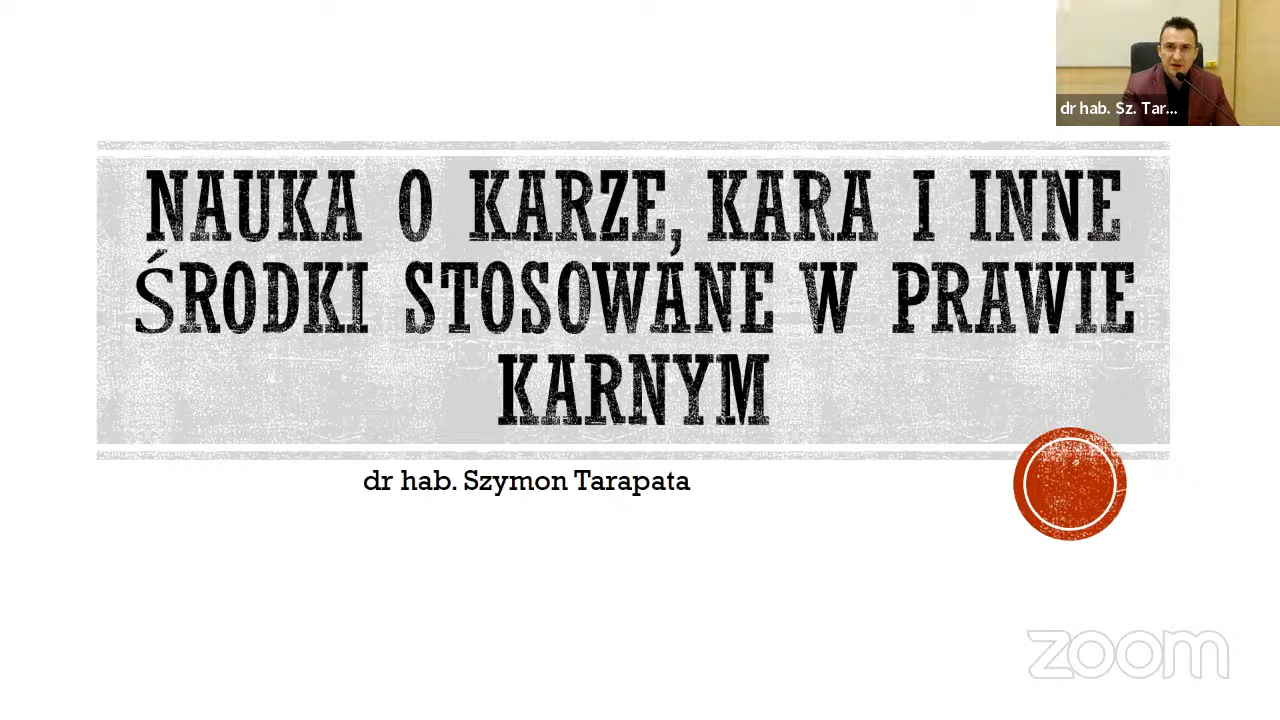 dr hab. Sz. Tar...
NAUKA O KARZE, KARA I INNE
ŚRODKI STOSOWANE W PRAWIE
KARNYM
dr hab. Szymon Tarapata
zoom